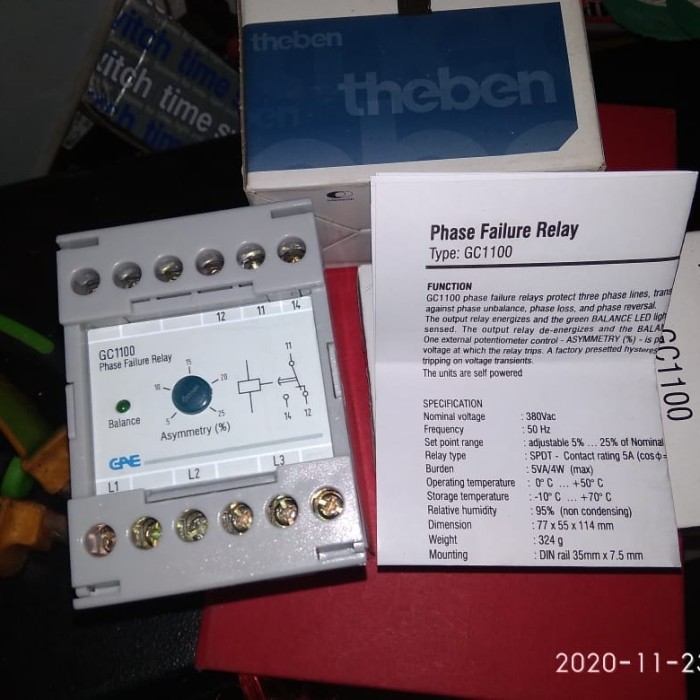 theben
theben
witch time s
Phase Failure Relay
Type: GC1100
FUNCTION
GC1100 phase failure relays protect three phase lines,
against phase unbalance, phase loss, and phase reversal.
The output relay energizes and the green BALANCE LED
sensed. The output relay de-energizes and the
One external potentiometer control - ASYMMETRY (%) - is
voltage at which the relay trips. A factory presetted
tripping on voltage transients.
The units are self powered
SPECIFICATION
Nominal voltage : 380Vac
Frequency : 50 Hz
Set point range : adjustable 5% ... 25% of Nominal
Relay type : SPDT - Contact rating 5A (cos φ=
Burden : 5VA/4W (max)
Operating temperature : 0° C ... +50° C
Storage temperature : -10° C ... +70° C
Relative humidity : 95% (non condensing)
Dimension : 77 x 55 x 114 mm
Weight : 324 g
Mounting : DIN rail 35mm x 7.5 mm
GC1100
12 11 14
GC1100
Phase Failure Relay
Balance
5 10 15 20 25
Asymmetry (%)
11
14 12
GAE
L1 L2 L3
2020-11-23